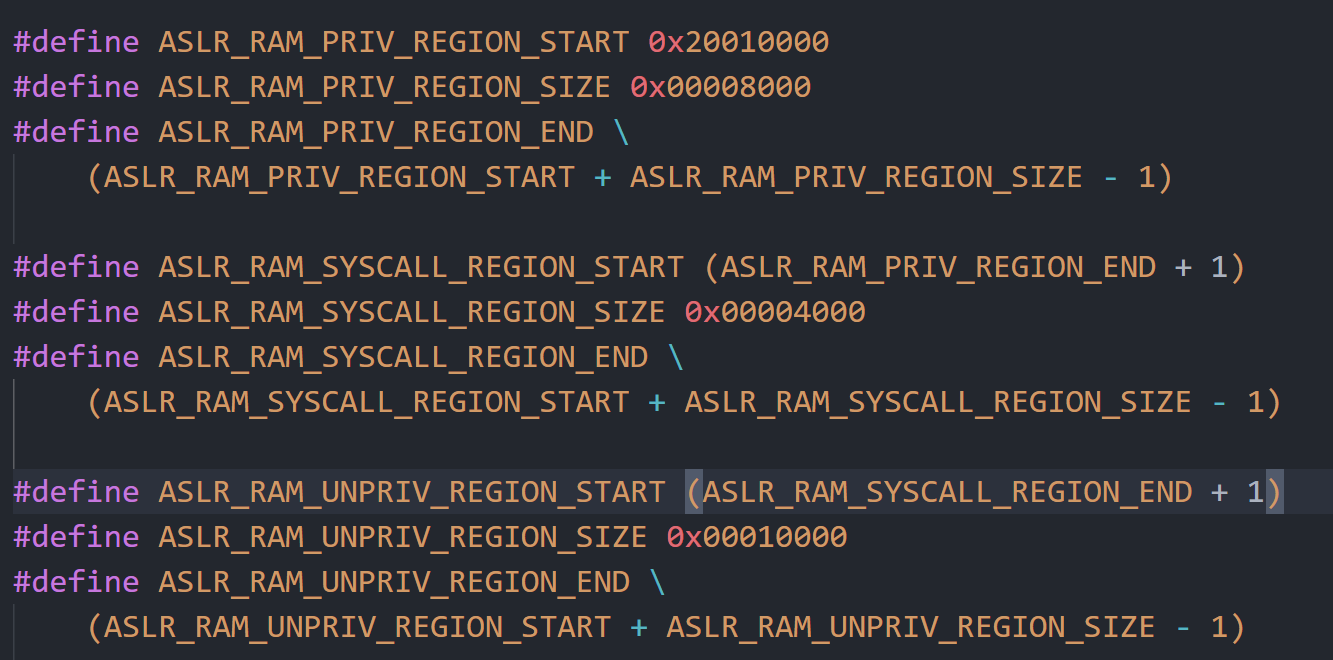 #define ASLR_RAM_PRIV_REGION_START 0x20010000
#define ASLR_RAM_PRIV_REGION_SIZE 0x00008000
#define ASLR_RAM_PRIV_REGION_END \
    (ASLR_RAM_PRIV_REGION_START + ASLR_RAM_PRIV_REGION_SIZE - 1)

#define ASLR_RAM_SYSCALL_REGION_START (ASLR_RAM_PRIV_REGION_END + 1)
#define ASLR_RAM_SYSCALL_REGION_SIZE 0x00004000
#define ASLR_RAM_SYSCALL_REGION_END \
    (ASLR_RAM_SYSCALL_REGION_START + ASLR_RAM_SYSCALL_REGION_SIZE - 1)

#define ASLR_RAM_UNPRIV_REGION_START (ASLR_RAM_SYSCALL_REGION_END + 1)
#define ASLR_RAM_UNPRIV_REGION_SIZE 0x00010000
#define ASLR_RAM_UNPRIV_REGION_END \
    (ASLR_RAM_UNPRIV_REGION_START + ASLR_RAM_UNPRIV_REGION_SIZE - 1)